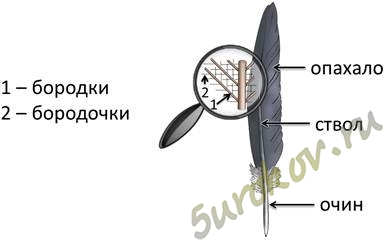 опахало
1 – бородки
2 – бородочки
2
1
ствол
очин
5urokov.ru